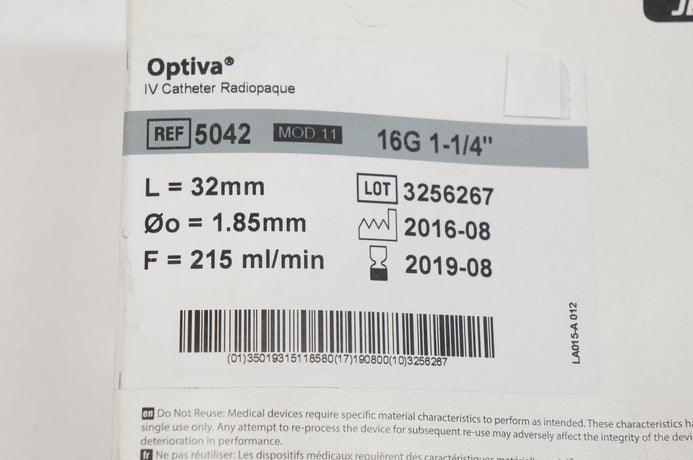 Optiva®
IV Catheter Radiopaque
REF 5042 MOD 11 16G 1-1/4"
L = 32mm LOT 3256267
Øo = 1.85mm 2016-08
F = 215 ml/min 2019-08
(01)35019315118580(17)190800(10)3256267
LA015-A 012
en Do Not Reuse: Medical devices require specific material characteristics to perform as intended. These characteristics
single use only. Any attempt to re-process the device for subsequent re-use may adversely affect the integrity of the
deterioration in performance.
fr Ne pas réutiliser: Les dispositifs médicaux requièrent des caractéristiques